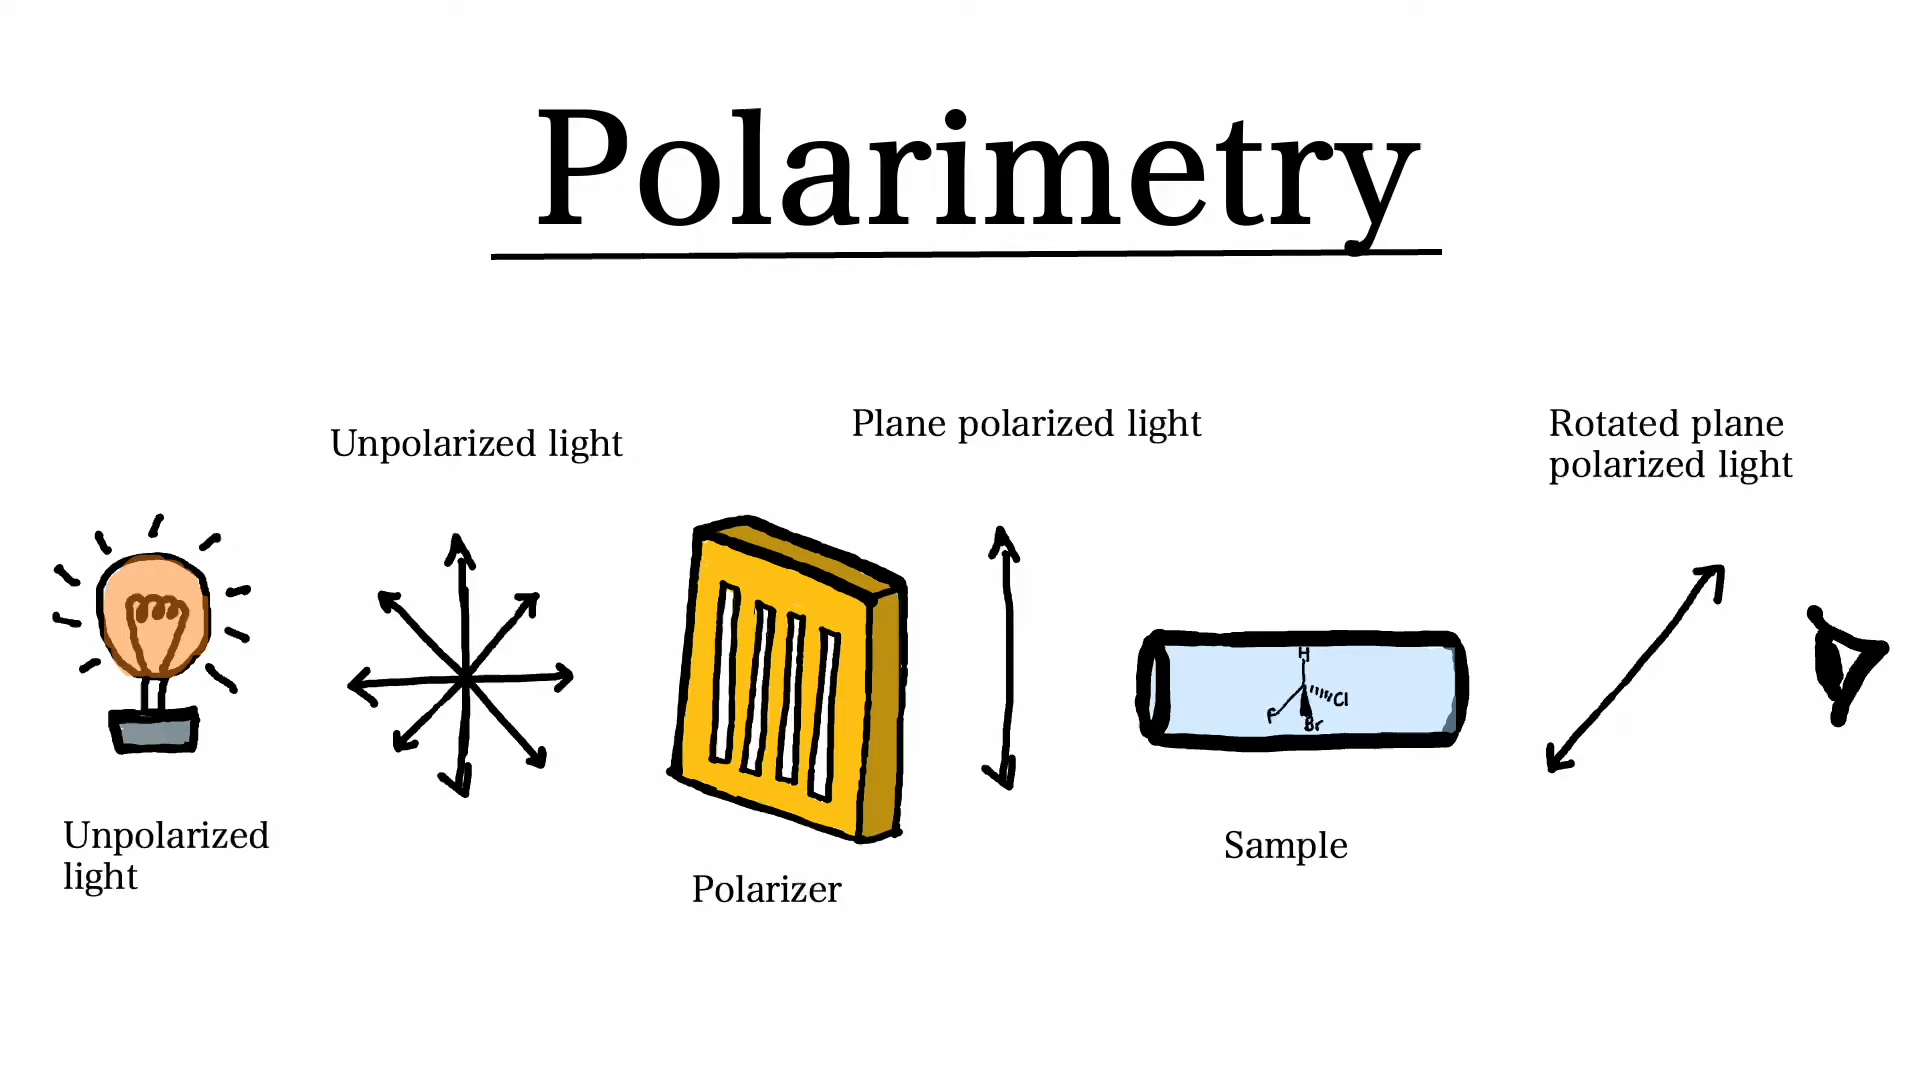 Polarimetry
Unpolarized light
Plane polarized light
Rotated plane
polarized light
H
Cl
F
Br
Unpolarized
light
Polarizer
Sample